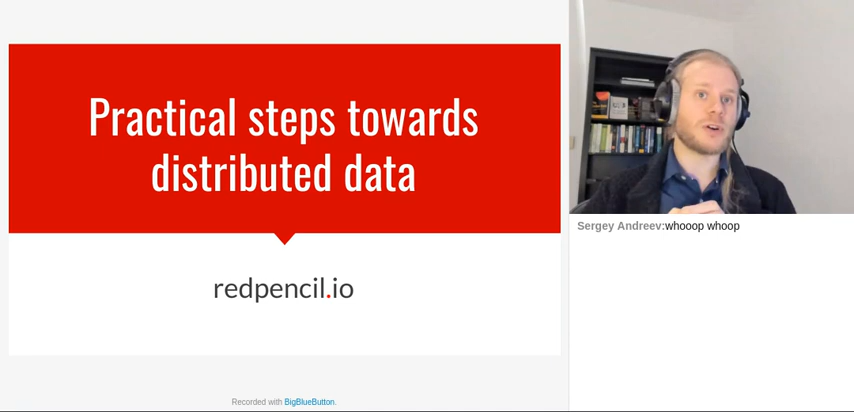 Practical steps towards
distributed data
redpencil.io
Recorded with BigBlueButton.
Sergey Andreev:whooop whoop